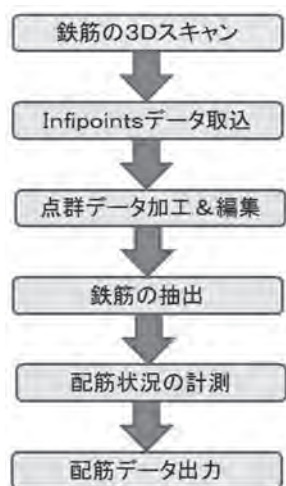 鉄筋の3Dスキャン
Infipointsデータ取込
点群データ加工＆編集
鉄筋の抽出
配筋状況の計測
配筋データ出力